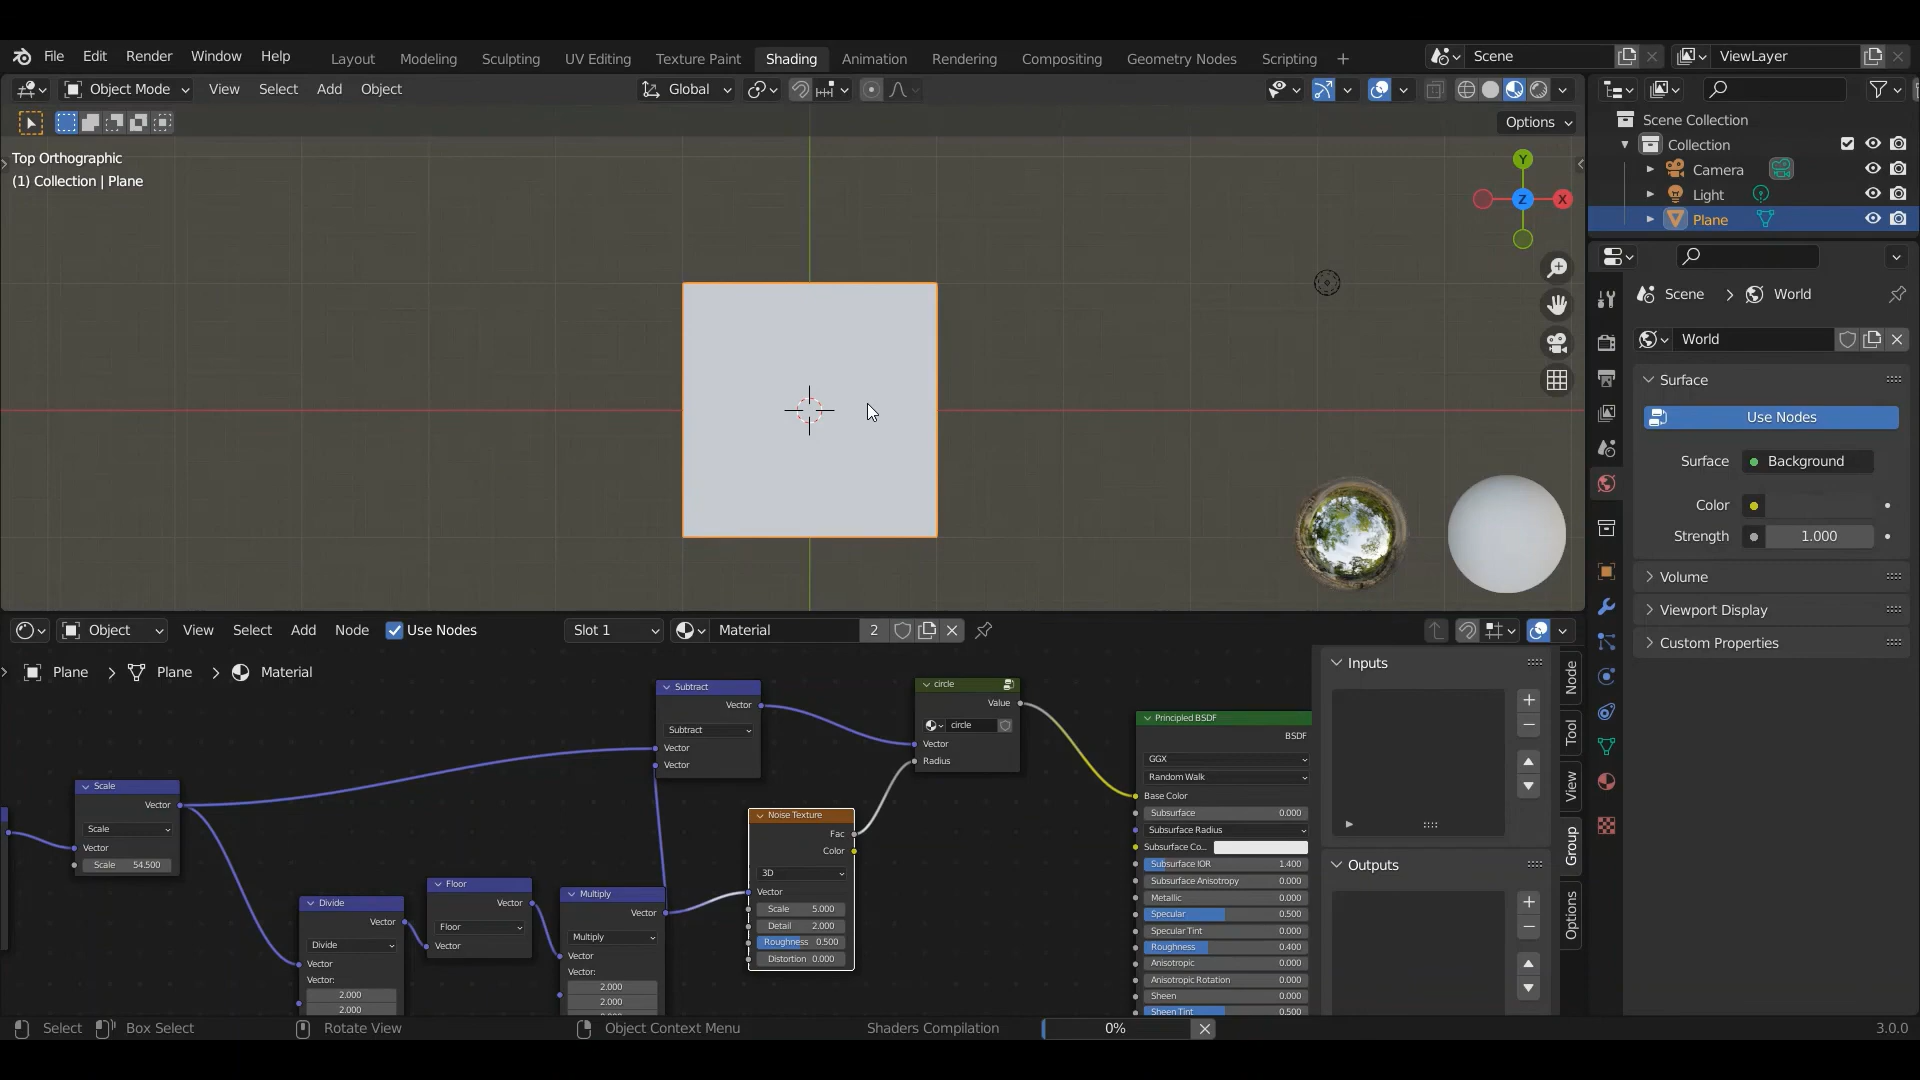 File Edit Render Window Help
Layout Modeling Sculpting UV Editing Texture Paint Shading Animation Rendering Compositing Geometry Nodes Scripting +
Scene
ViewLayer
Object Mode View Select Add Object
Global
Options
Top Orthographic
(1) Collection | Plane
Y
Z
X
Scene Collection
Collection
Camera
Light
Plane
Scene > World
World
Surface
Use Nodes
Surface Background
Color
Strength 1.000
Volume
Viewport Display
Custom Properties
Object View Select Add Node Use Nodes
Slot 1
Material 2
Plane > Plane > Material
Scale
Vector
Scale
Vector
Scale 54.500
Divide
Vector
Divide
Vector
Vector:
2.000
2.000
Floor
Vector
Floor
Vector
Multiply
Vector
Multiply
Vector
Vector:
2.000
2.000
Subtract
Vector
Subtract
Vector
Vector
Noise Texture
Fac
Color
3D
Vector
Scale 5.000
Detail 2.000
Roughness 0.500
Distortion 0.000
circle
Value
circle
Vector
Radius
Principled BSDF
BSDF
GGX
Random Walk
Base Color
Subsurface 0.000
Subsurface Radius
Subsurface Co...
Subsurface IOR 1.400
Subsurface Anisotropy 0.000
Metallic 0.000
Specular 0.500
Specular Tint 0.000
Roughness 0.400
Anisotropic 0.000
Anisotropic Rotation 0.000
Sheen 0.000
Sheen Tint 0.500
Inputs
Outputs
Node
Tool
View
Group
Options
Select Box Select Rotate View Object Context Menu Shaders Compilation 0% 3.0.0